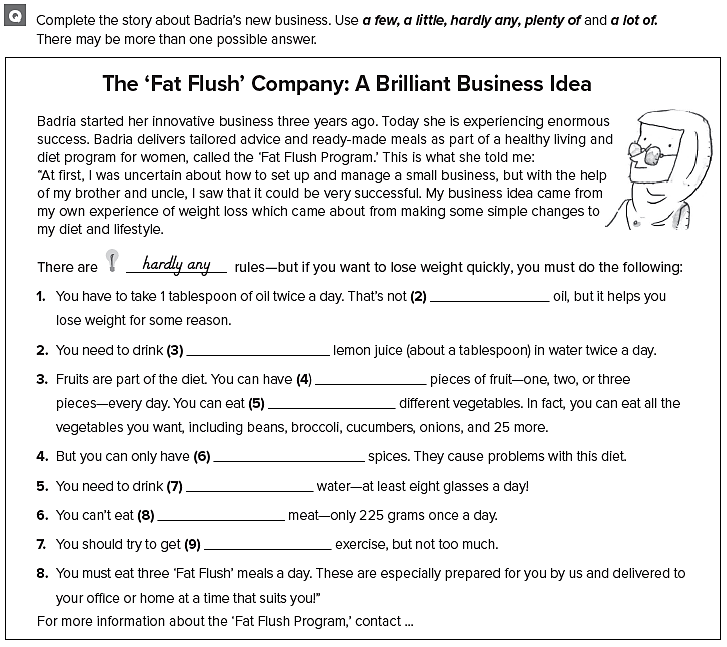 Q Complete the story about Badria's new business. Use a few, a little, hardly any, plenty of and a lot of.
There may be more than one possible answer.
The 'Fat Flush' Company: A Brilliant Business Idea
Badria started her innovative business three years ago. Today she is experiencing enormous
success. Badria delivers tailored advice and ready-made meals as part of a healthy living and
diet program for women, called the 'Fat Flush Program.' This is what she told me:
"At first, I was uncertain about how to set up and manage a small business, but with the help
of my brother and uncle, I saw that it could be very successful. My business idea came from
my own experience of weight loss which came about from making some simple changes to
my diet and lifestyle.
There are hardly any rules—but if you want to lose weight quickly, you must do the following:
1. You have to take 1 tablespoon of oil twice a day. That's not (2) ____________ oil, but it helps you
lose weight for some reason.
2. You need to drink (3) ____________ lemon juice (about a tablespoon) in water twice a day.
3. Fruits are part of the diet. You can have (4) ____________ pieces of fruit—one, two, or three
pieces—every day. You can eat (5) ____________ different vegetables. In fact, you can eat all the
vegetables you want, including beans, broccoli, cucumbers, onions, and 25 more.
4. But you can only have (6) ____________ spices. They cause problems with this diet.
5. You need to drink (7) ____________ water—at least eight glasses a day!
6. You can't eat (8) ____________ meat—only 225 grams once a day.
7. You should try to get (9) ____________ exercise, but not too much.
8. You must eat three 'Fat Flush' meals a day. These are especially prepared for you by us and delivered to
your office or home at a time that suits you!"
For more information about the 'Fat Flush Program,' contact ...